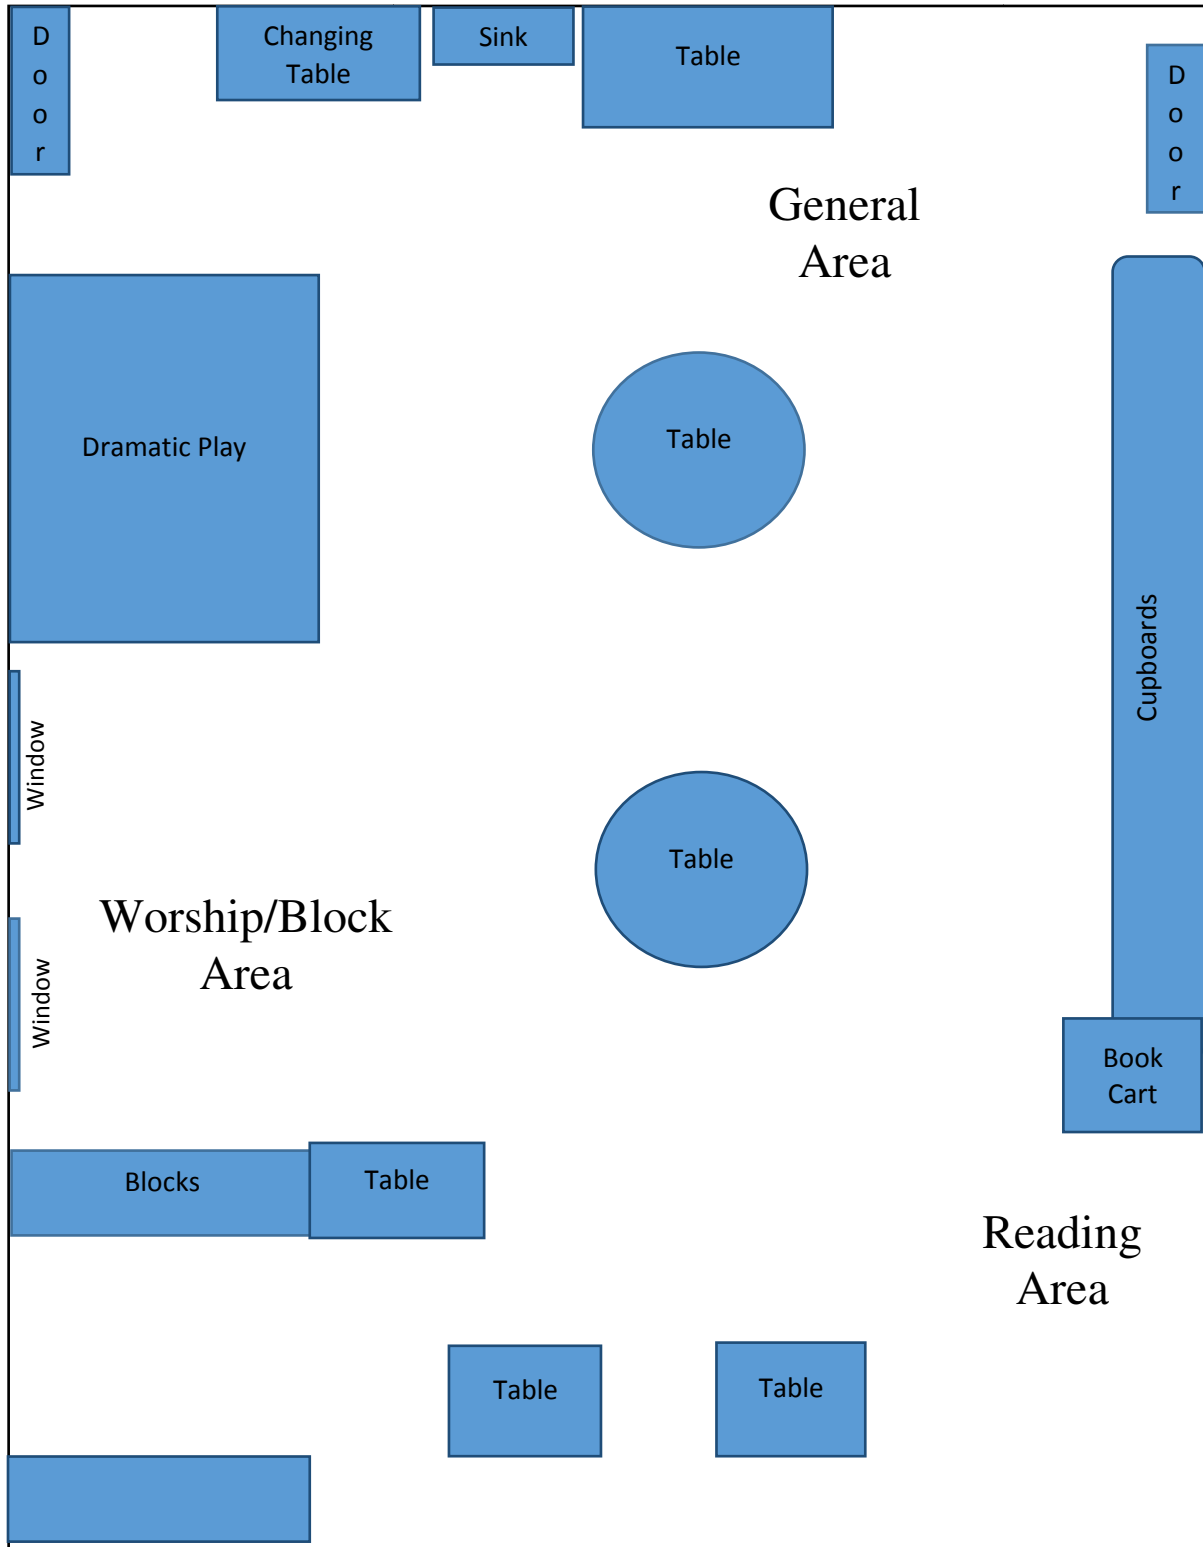 D
o
o
r
Changing
Table
Sink
Table
D
o
o
r
General
Area
Dramatic Play
Table
Cupboards
Window
Table
Worship/Block
Area
Window
Book
Cart
Blocks
Table
Reading
Area
Table
Table